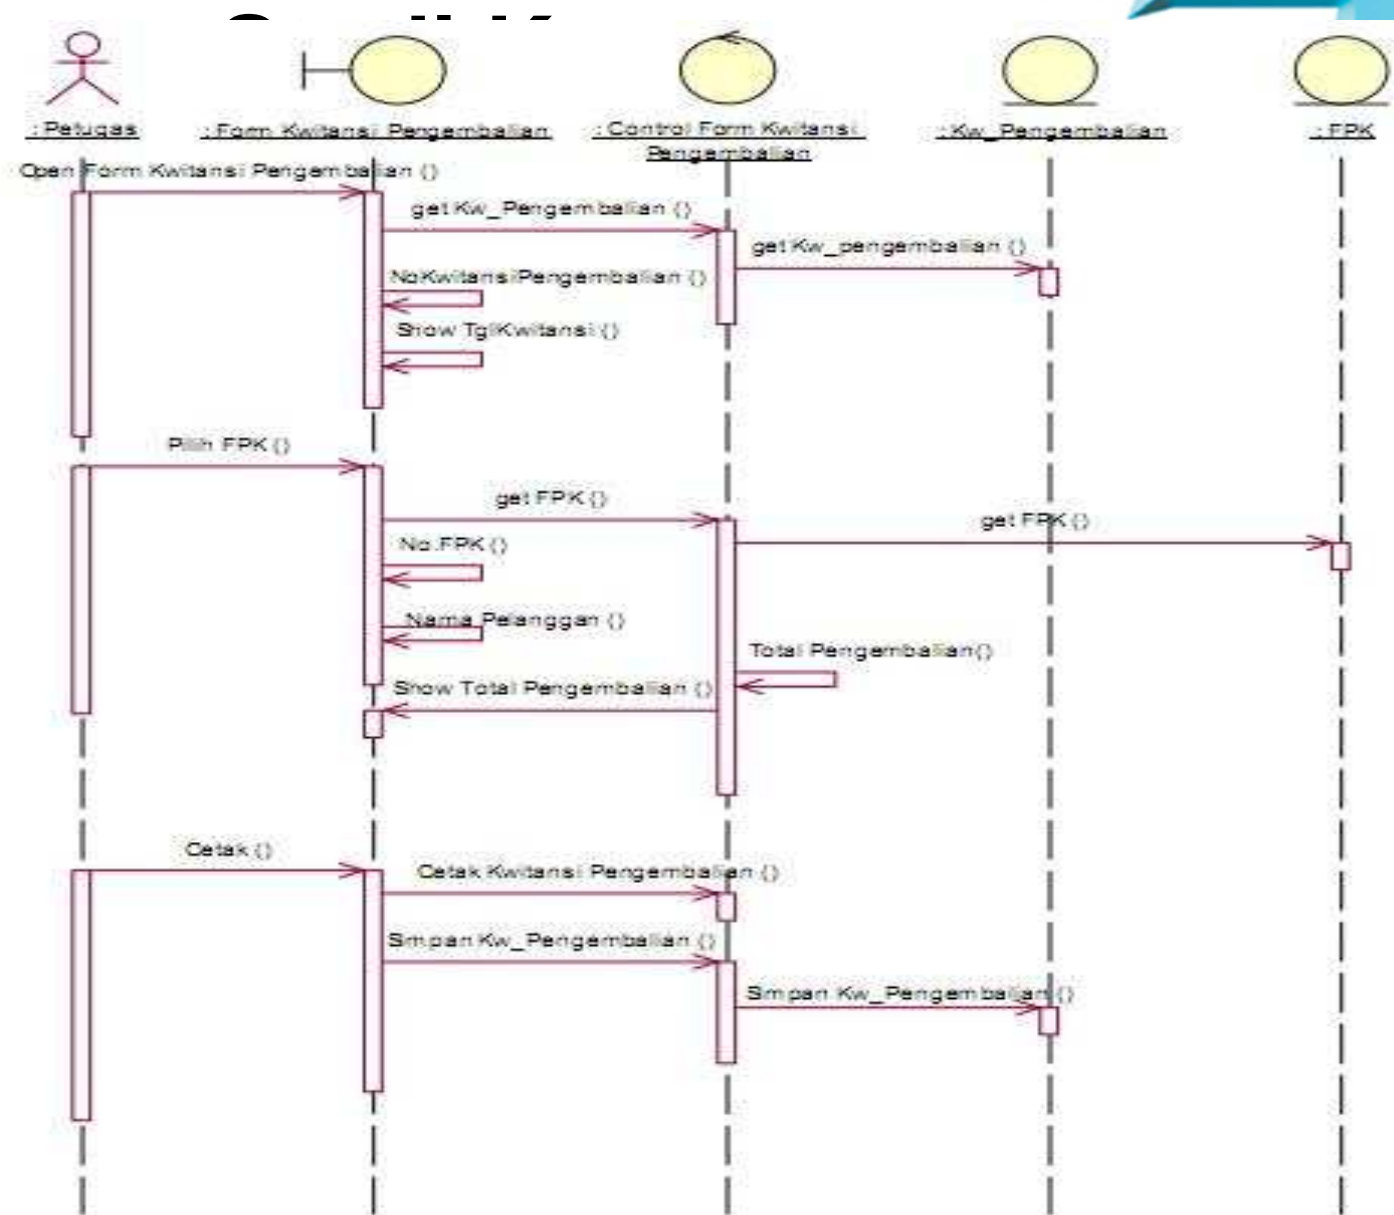 : Petugas
: Form Kwitansi Pengembalian
: Control Form Kwitansi
Pengembalian
: Kw_Pengembalian
: FPK
Open Form Kwitansi Pengembalian ()
get Kw_Pengembalian ()
get Kw_pengembalian ()
NoKwitansiPengembalian ()
Show TglKwitansi ()
Pilih FPK ()
get FPK ()
get FPK ()
No.FPK ()
Nama Pelanggan ()
Total Pengembalian()
Show Total Pengembalian ()
Cetak ()
Cetak Kwitansi Pengembalian ()
Simpan Kw_Pengembalian ()
Simpan Kw_Pengembalian ()